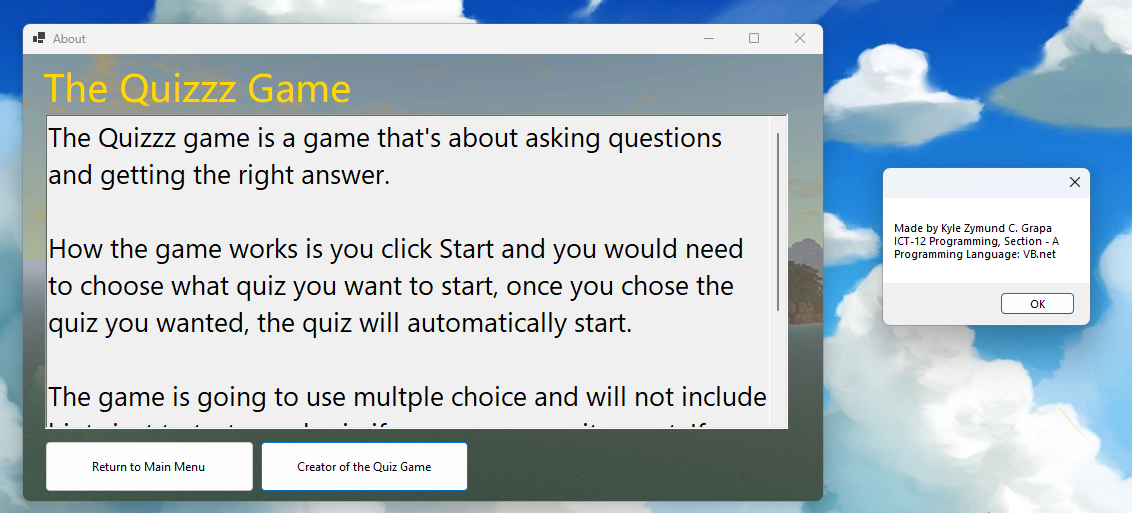 About
The Quizzz Game
The Quizzz game is a game that's about asking questions
and getting the right answer.
How the game works is you click Start and you would need
to choose what quiz you want to start, once you chose the
quiz you wanted, the quiz will automatically start.
The game is going to use multple choice and will not include
Return to Main Menu
Creator of the Quiz Game
Made by Kyle Zymund C. Grapa
ICT-12 Programming, Section - A
Programming Language: VB.net
OK